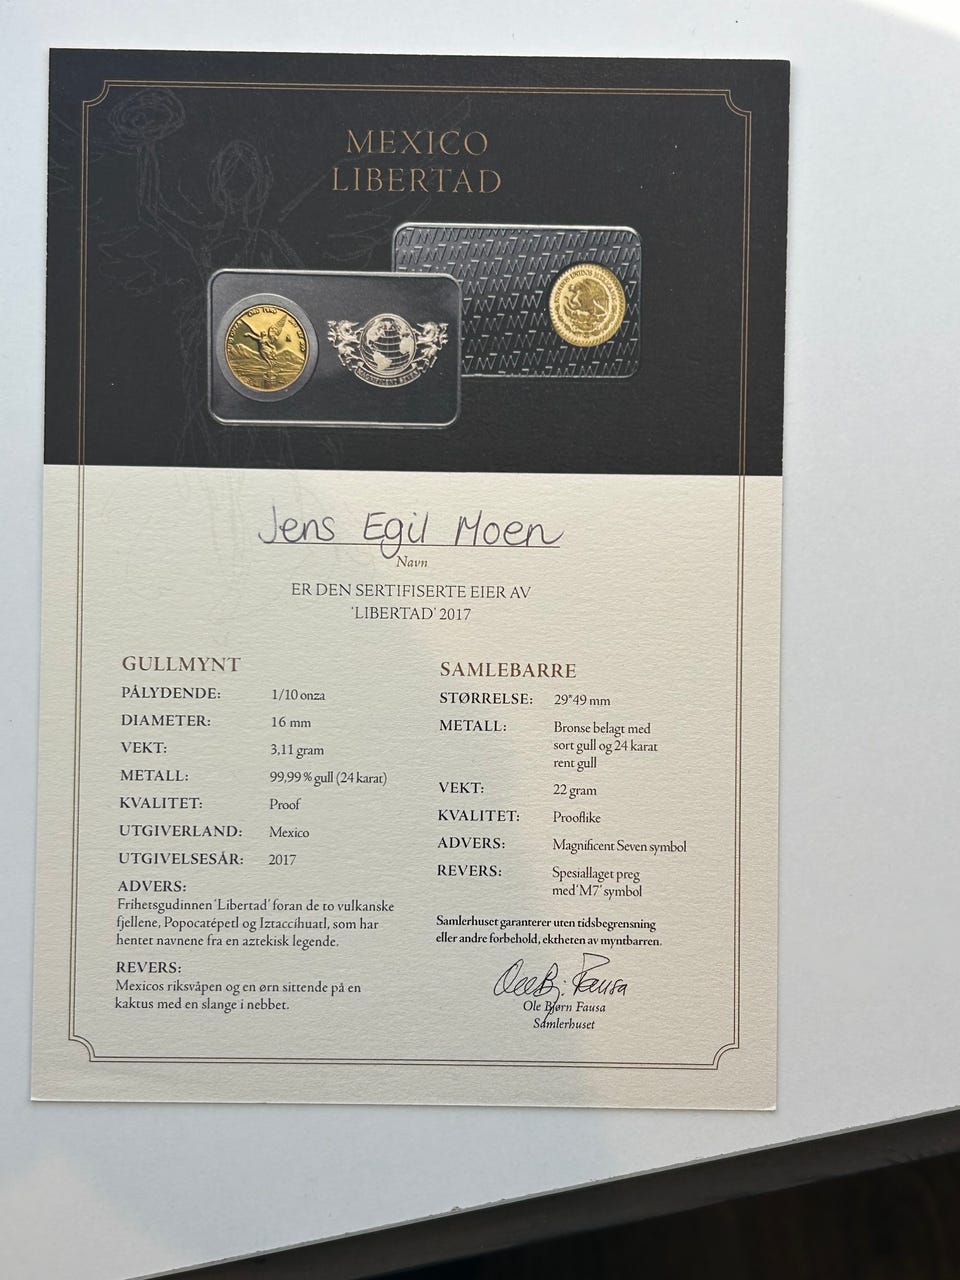 MEXICO
LIBERTAD
MAGNIFICENT SEVEN
Jens Egil Moen
Navn
ER DEN SERTIFISERTE EIER AV
'LIBERTAD' 2017
GULLMYNT
PÅLYDENDE: 1/10 onza
DIAMETER: 16 mm
VEKT: 3,11 gram
METALL: 99,99 % gull (24 karat)
KVALITET: Proof
UTGIVERLAND: Mexico
UTGIVELSESÅR: 2017
ADVERS:
Frihetsgudinnen 'Libertad' foran de to vulkanske
fjellene, Popocatépetl og Iztaccíhuatl, som har
hentet navnene fra en aztekisk legende.
REVERS:
Mexicos riksvåpen og en ørn sittende på en
kaktus med en slange i nebbet.
SAMLEBARRE
STØRRELSE: 29*49 mm
METALL: Bronse belagt med
sort gull og 24 karat
rent gull
VEKT: 22 gram
KVALITET: Prooflike
ADVERS: Magnificent Seven symbol
REVERS: Spesiallaget preg
med 'M7' symbol
Samlerhuset garanterer uten tidsbegrensning
eller andre forbehold, ektheten av myntbarren.
Ole Bj. Fausa
Ole Bjørn Fausa
Samlerhuset